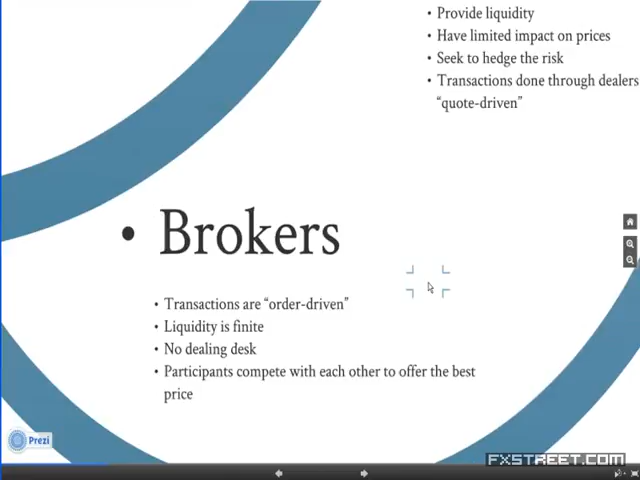 • Provide liquidity
• Have limited impact on prices
• Seek to hedge the risk
• Transactions done through dealers
“quote-driven”
• Brokers
• Transactions are “order-driven”
• Liquidity is finite
• No dealing desk
• Participants compete with each other to offer the best
price
Prezi
FXSTREET.COM